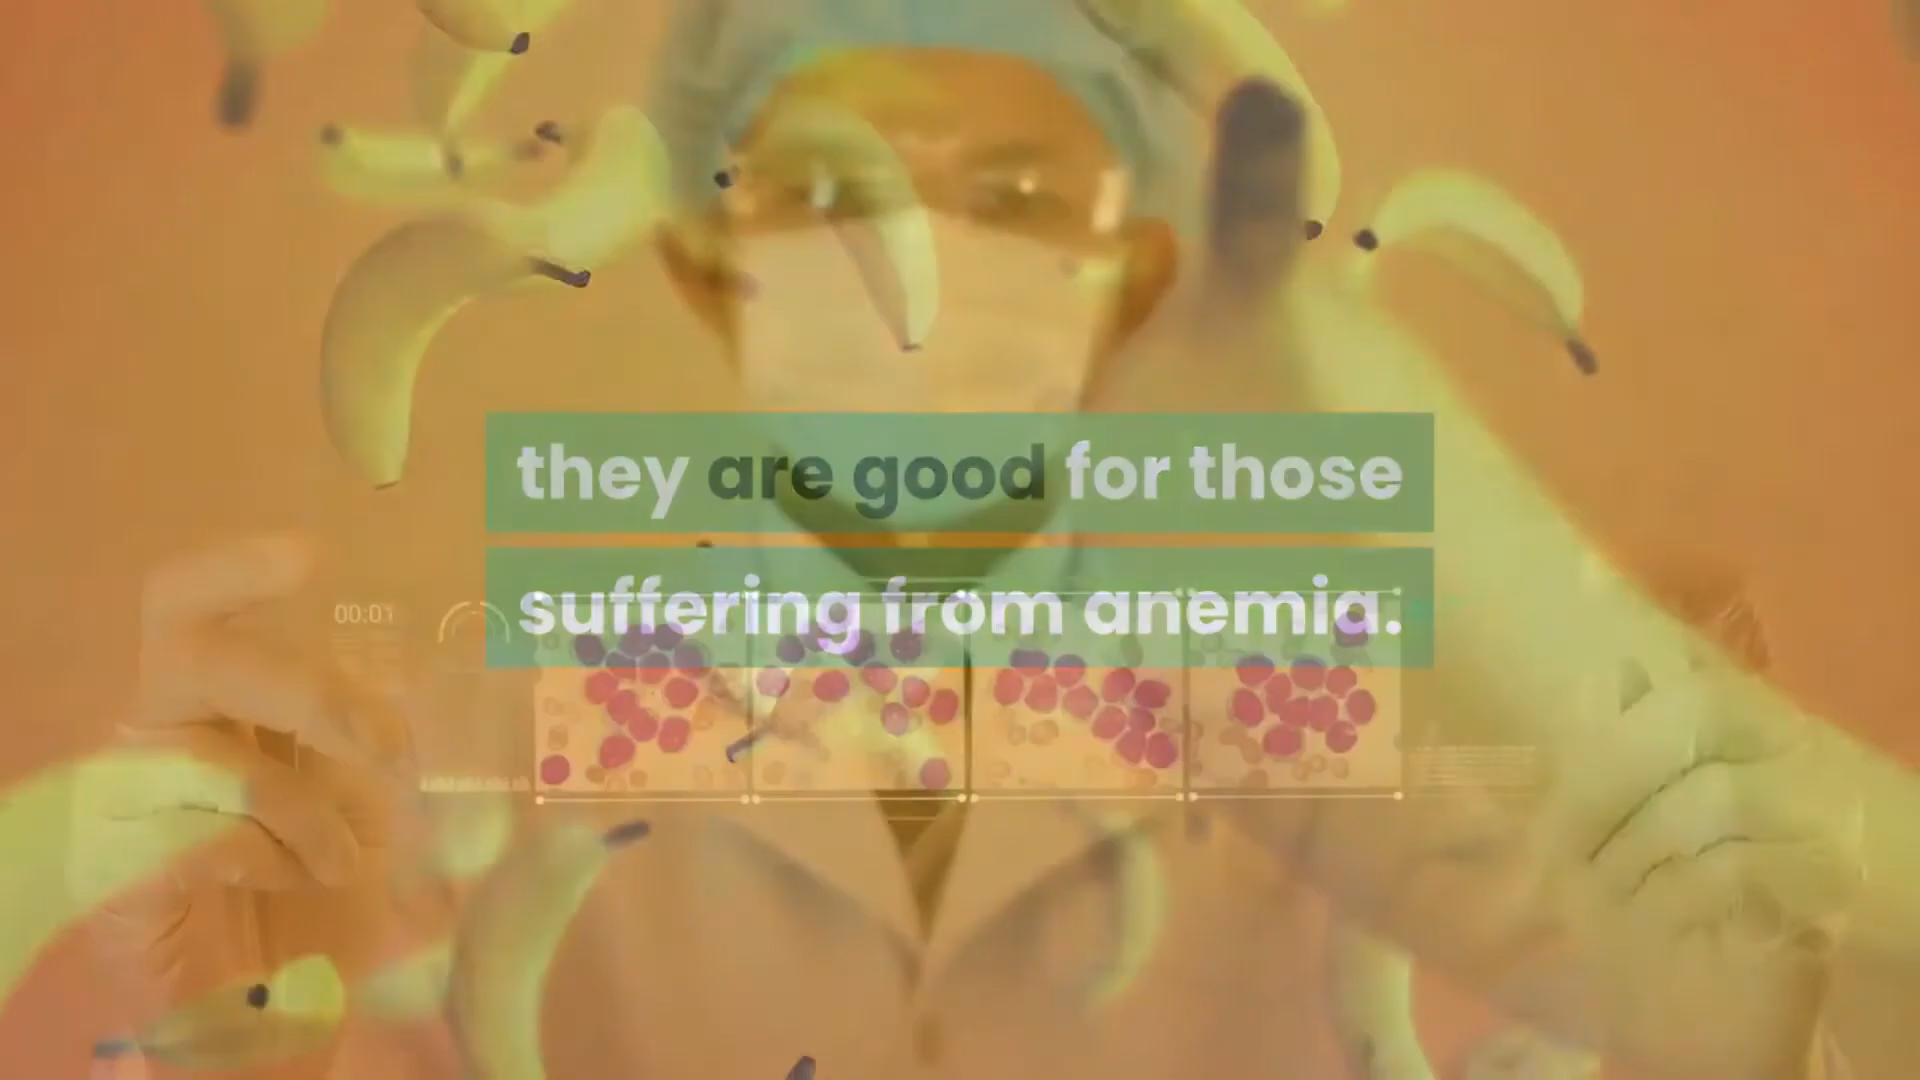 they are good for those
suffering from anemia.
00:01